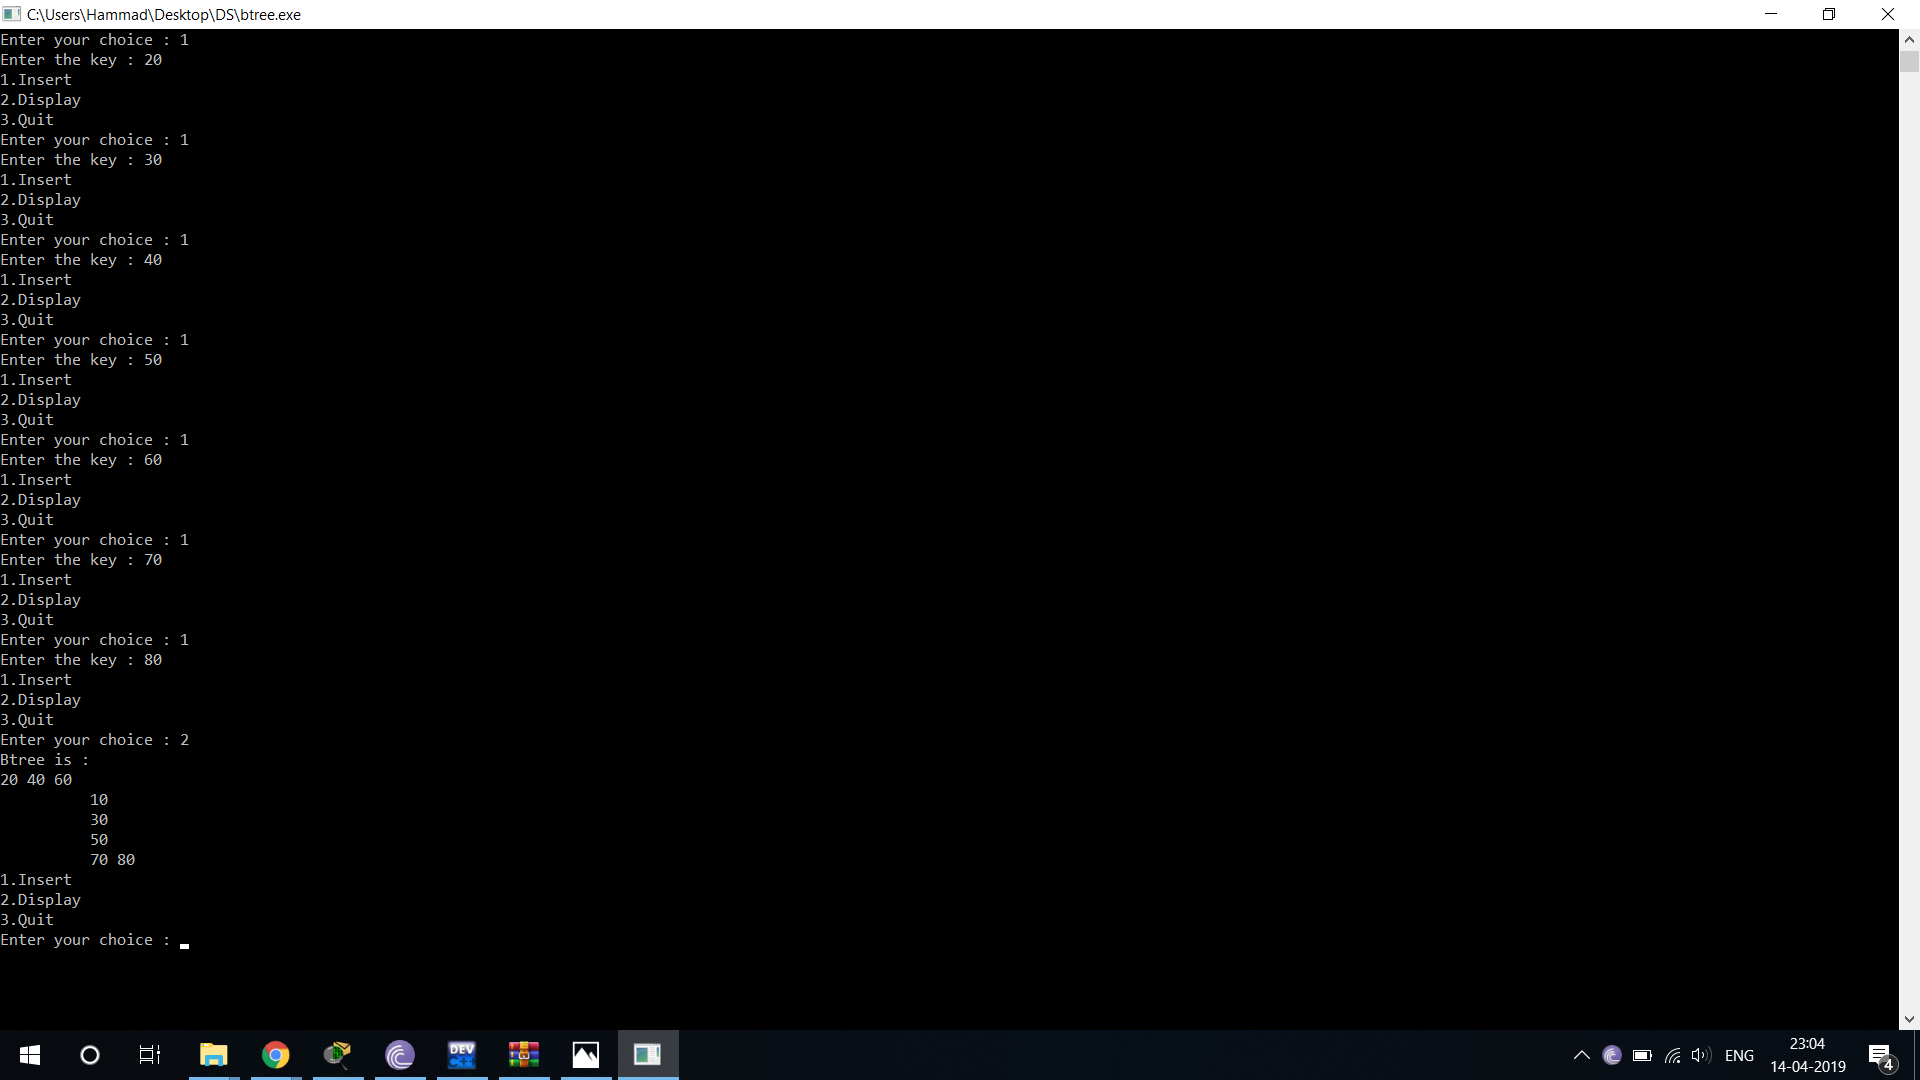 C:\Users\Hammad\Desktop\DS\btree.exe
Enter your choice : 1
Enter the key : 20
1.Insert
2.Display
3.Quit
Enter your choice : 1
Enter the key : 30
1.Insert
2.Display
3.Quit
Enter your choice : 1
Enter the key : 40
1.Insert
2.Display
3.Quit
Enter your choice : 1
Enter the key : 50
1.Insert
2.Display
3.Quit
Enter your choice : 1
Enter the key : 60
1.Insert
2.Display
3.Quit
Enter your choice : 1
Enter the key : 70
1.Insert
2.Display
3.Quit
Enter your choice : 1
Enter the key : 80
1.Insert
2.Display
3.Quit
Enter your choice : 2
Btree is :
20 40 60
          10
          30
          50
          70 80
1.Insert
2.Display
3.Quit
Enter your choice :
DEV
C++
ENG
23:04
14-04-2019
4